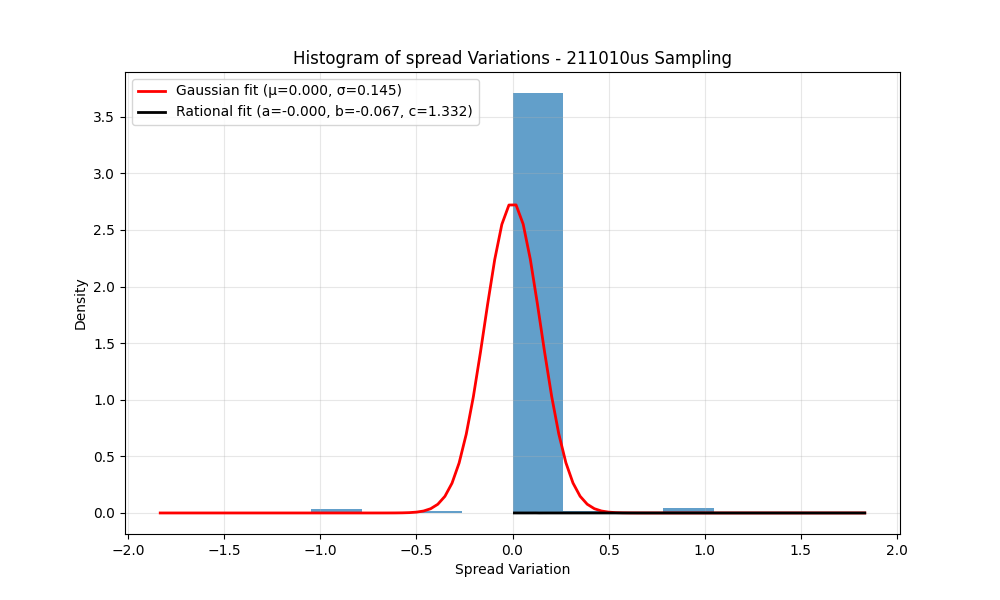 Histogram of spread Variations - 211010us Sampling
Gaussian fit (μ=0.000, σ=0.145)
Rational fit (a=-0.000, b=-0.067, c=1.332)
Density
3.5
3.0
2.5
2.0
1.5
1.0
0.5
0.0
−2.0 −1.5 −1.0 −0.5 0.0 0.5 1.0 1.5 2.0
Spread Variation